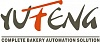 YUFENG
COMPLETE BAKERY AUTOMATION SOLUTION